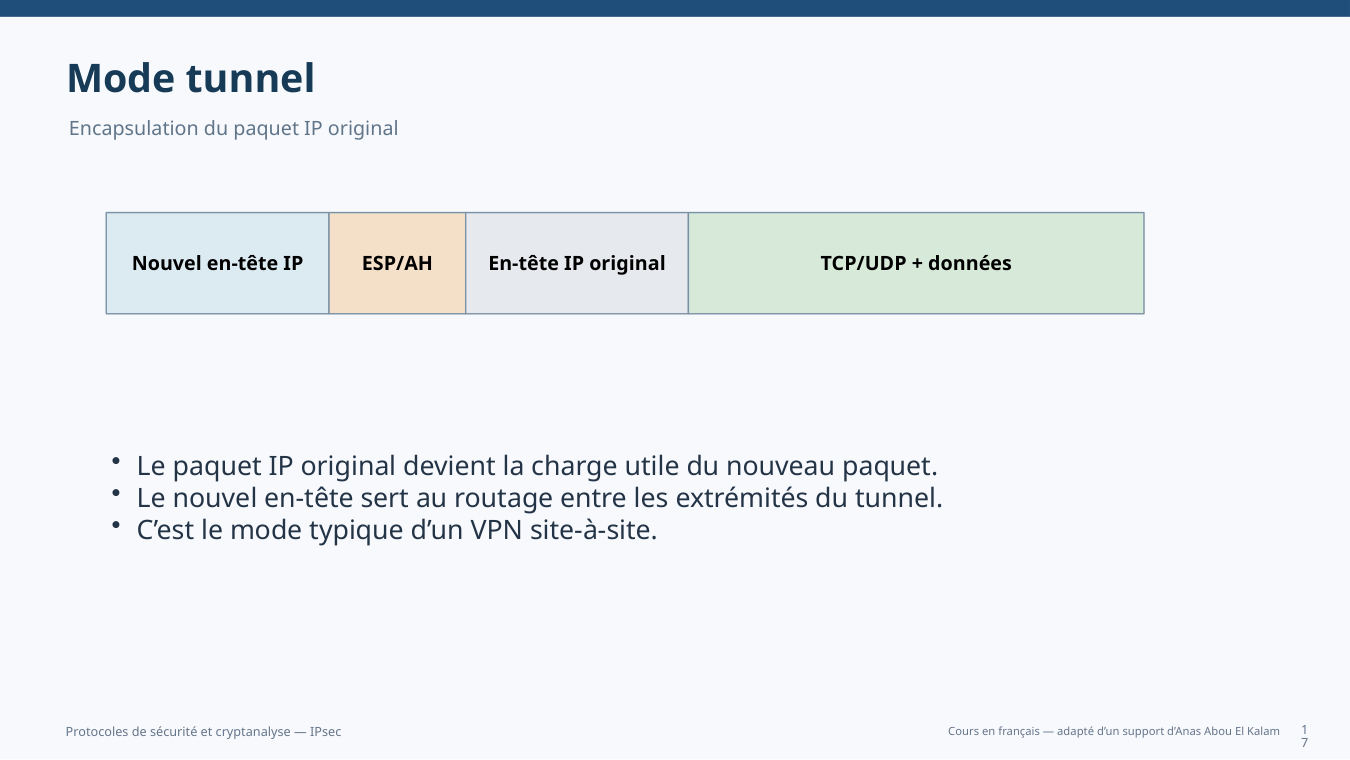 Mode tunnel
Encapsulation du paquet IP original
Nouvel en-tête IP
ESP/AH
En-tête IP original
TCP/UDP + données
• Le paquet IP original devient la charge utile du nouveau paquet.
• Le nouvel en-tête sert au routage entre les extrémités du tunnel.
• C’est le mode typique d’un VPN site-à-site.
Protocoles de sécurité et cryptanalyse — IPsec
Cours en français — adapté d’un support d’Anas Abou El Kalam
1
7